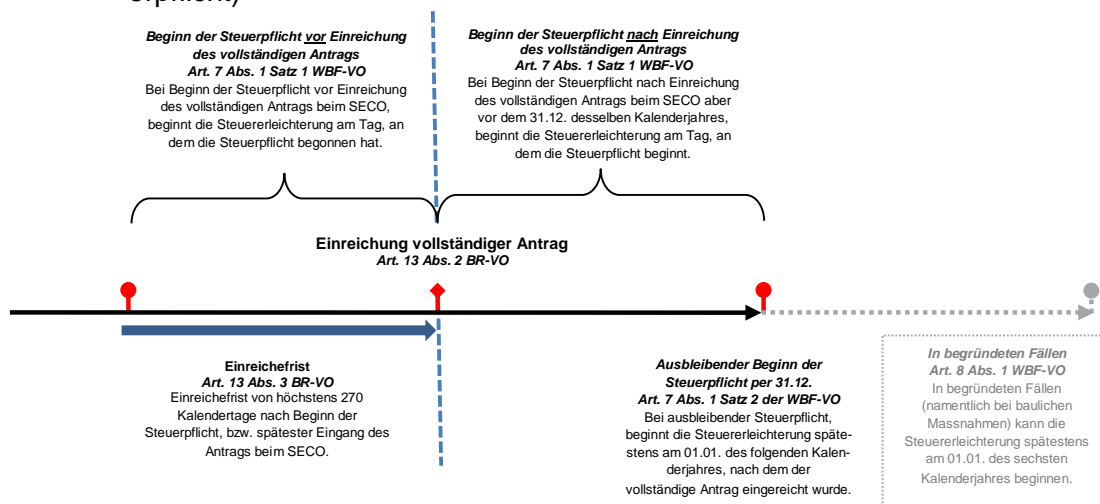 Beginn der Steuerpflicht vor Einreichung
des vollständigen Antrags
Art. 7 Abs. 1 Satz 1 WBF-VO
Bei Beginn der Steuerpflicht vor Einreichung
des vollständigen Antrags beim SECO,
beginnt die Steuererleichterung am Tag, an
dem die Steuerpflicht begonnen hat.
Beginn der Steuerpflicht nach Einreichung
des vollständigen Antrags
Art. 7 Abs. 1 Satz 1 WBF-VO
Bei Beginn der Steuerpflicht nach Einreichung
des vollständigen Antrags beim SECO aber
vor dem 31.12. desselben Kalenderjahres,
beginnt die Steuererleichterung am Tag, an
dem die Steuerpflicht beginnt.
Einreichung vollständiger Antrag
Art. 13 Abs. 2 BR-VO
Einreichefrist
Art. 13 Abs. 3 BR-VO
Einreichefrist von höchstens 270
Kalendertage nach Beginn der
Steuerpflicht, bzw. spätester Eingang des
Antrags beim SECO.
Ausbleibender Beginn der
Steuerpflicht per 31.12.
Art. 7 Abs. 1 Satz 2 der WBF-VO
Bei ausbleibender Steuerpflicht,
beginnt die Steuererleichterung späte-
stens am 01.01. des folgenden Kalen-
derjahres, nach dem der
vollständige Antrag eingereicht wurde.
In begründeten Fällen
Art. 8 Abs. 1 WBF-VO
In begründeten Fällen
(namentlich bei baulichen
Massnahmen) kann die
Steuererleichterung spätestens
am 01.01. des sechsten
Kalenderjahres beginnen.